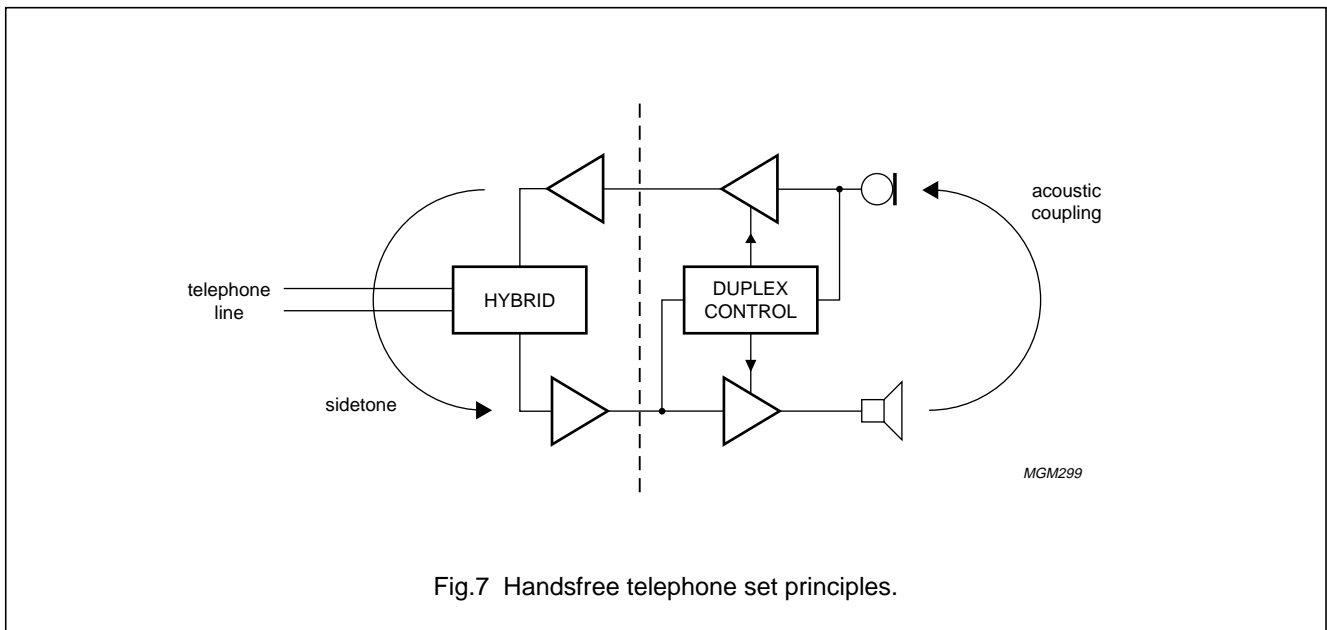 acoustic
coupling
telephone
line
HYBRID
DUPLEX
CONTROL
sidetone
MGM299
Fig.7 Handsfree telephone set principles.